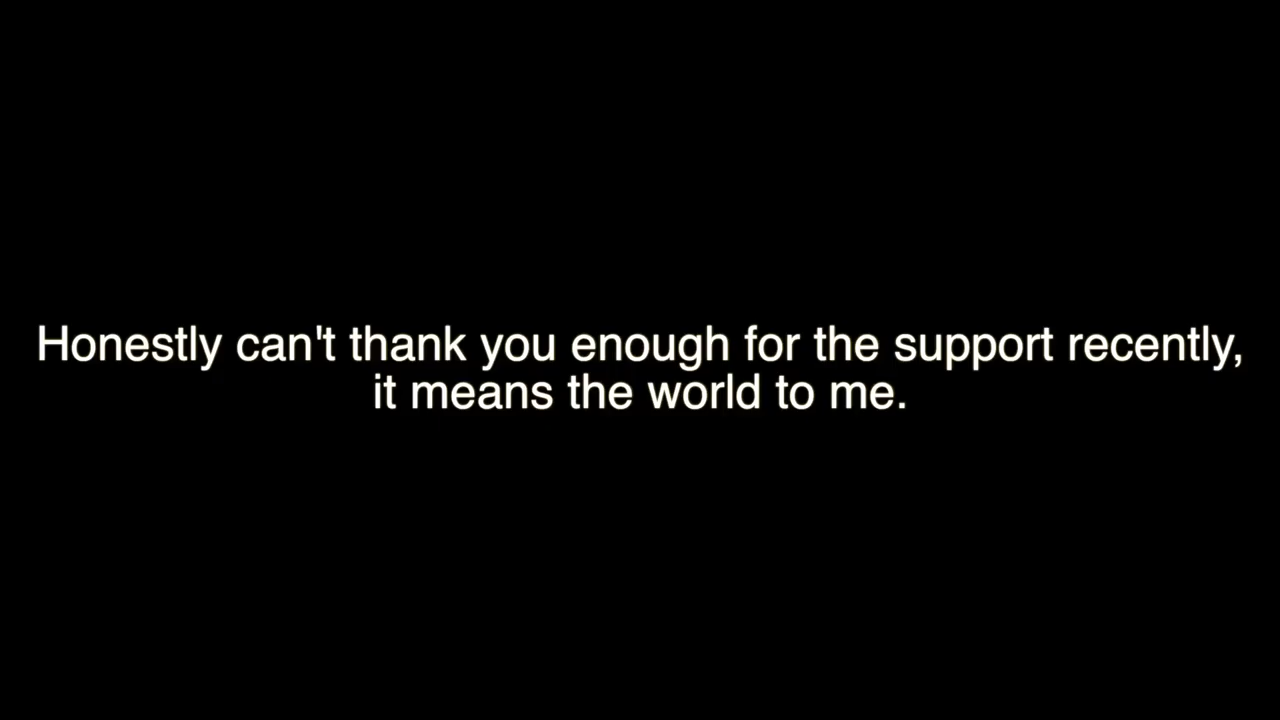 Honestly can't thank you enough for the support recently,
it means the world to me.